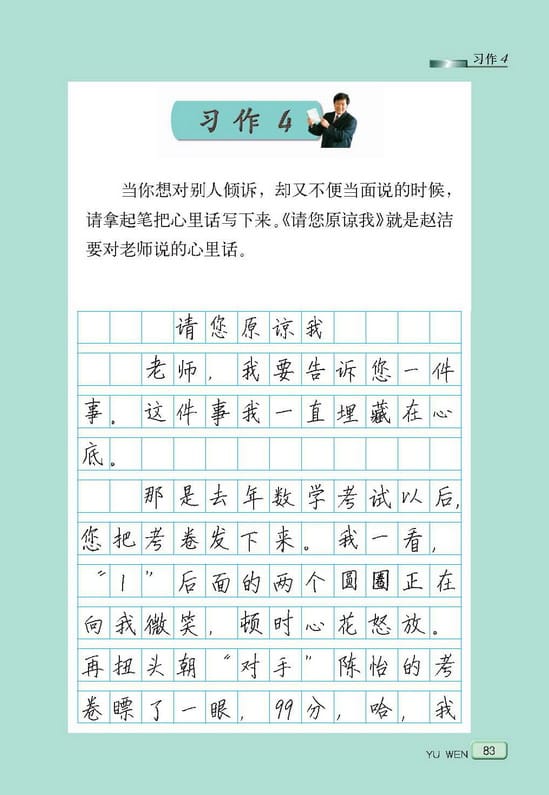 习作4
习作4
当你想对别人倾诉，却又不便当面说的时候，
请拿起笔把心里话写下来。《请您原谅我》就是赵洁
要对老师说的心里话。
请您原谅我
老师，我要告诉您一件
事。这件事我一直埋藏在心
底。
那是去年数学考试以后，
您把考卷发下来。我一看，
“1”后面的两个圆圈正在
向我微笑，顿时心花怒放。
再扭头朝“对手”陈怡的考
卷瞟了一眼，99分，哈，我
YU WEN 83